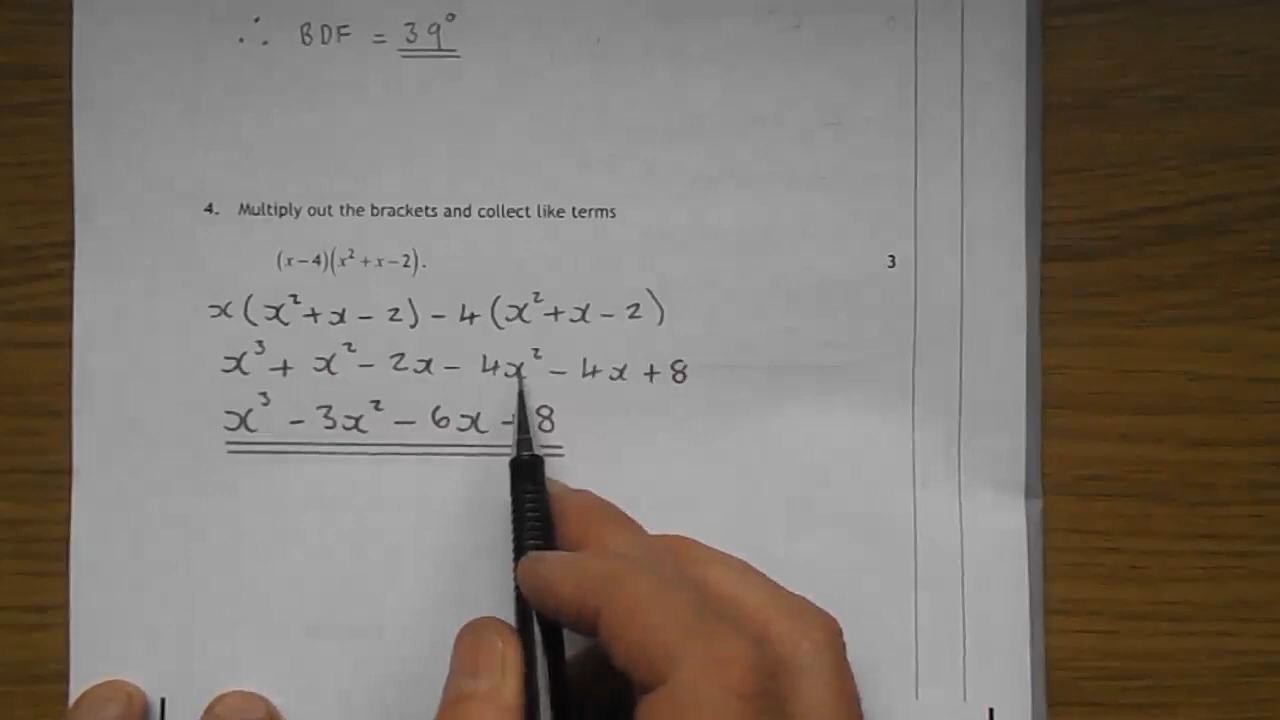 ∴ BDF = 39°
4. Multiply out the brackets and collect like terms
(x−4)(x²+x−2).
3
x(x²+x−2)−4(x²+x−2)
x³+x²−2x−4x²−4x+8
x³−3x²−6x+8